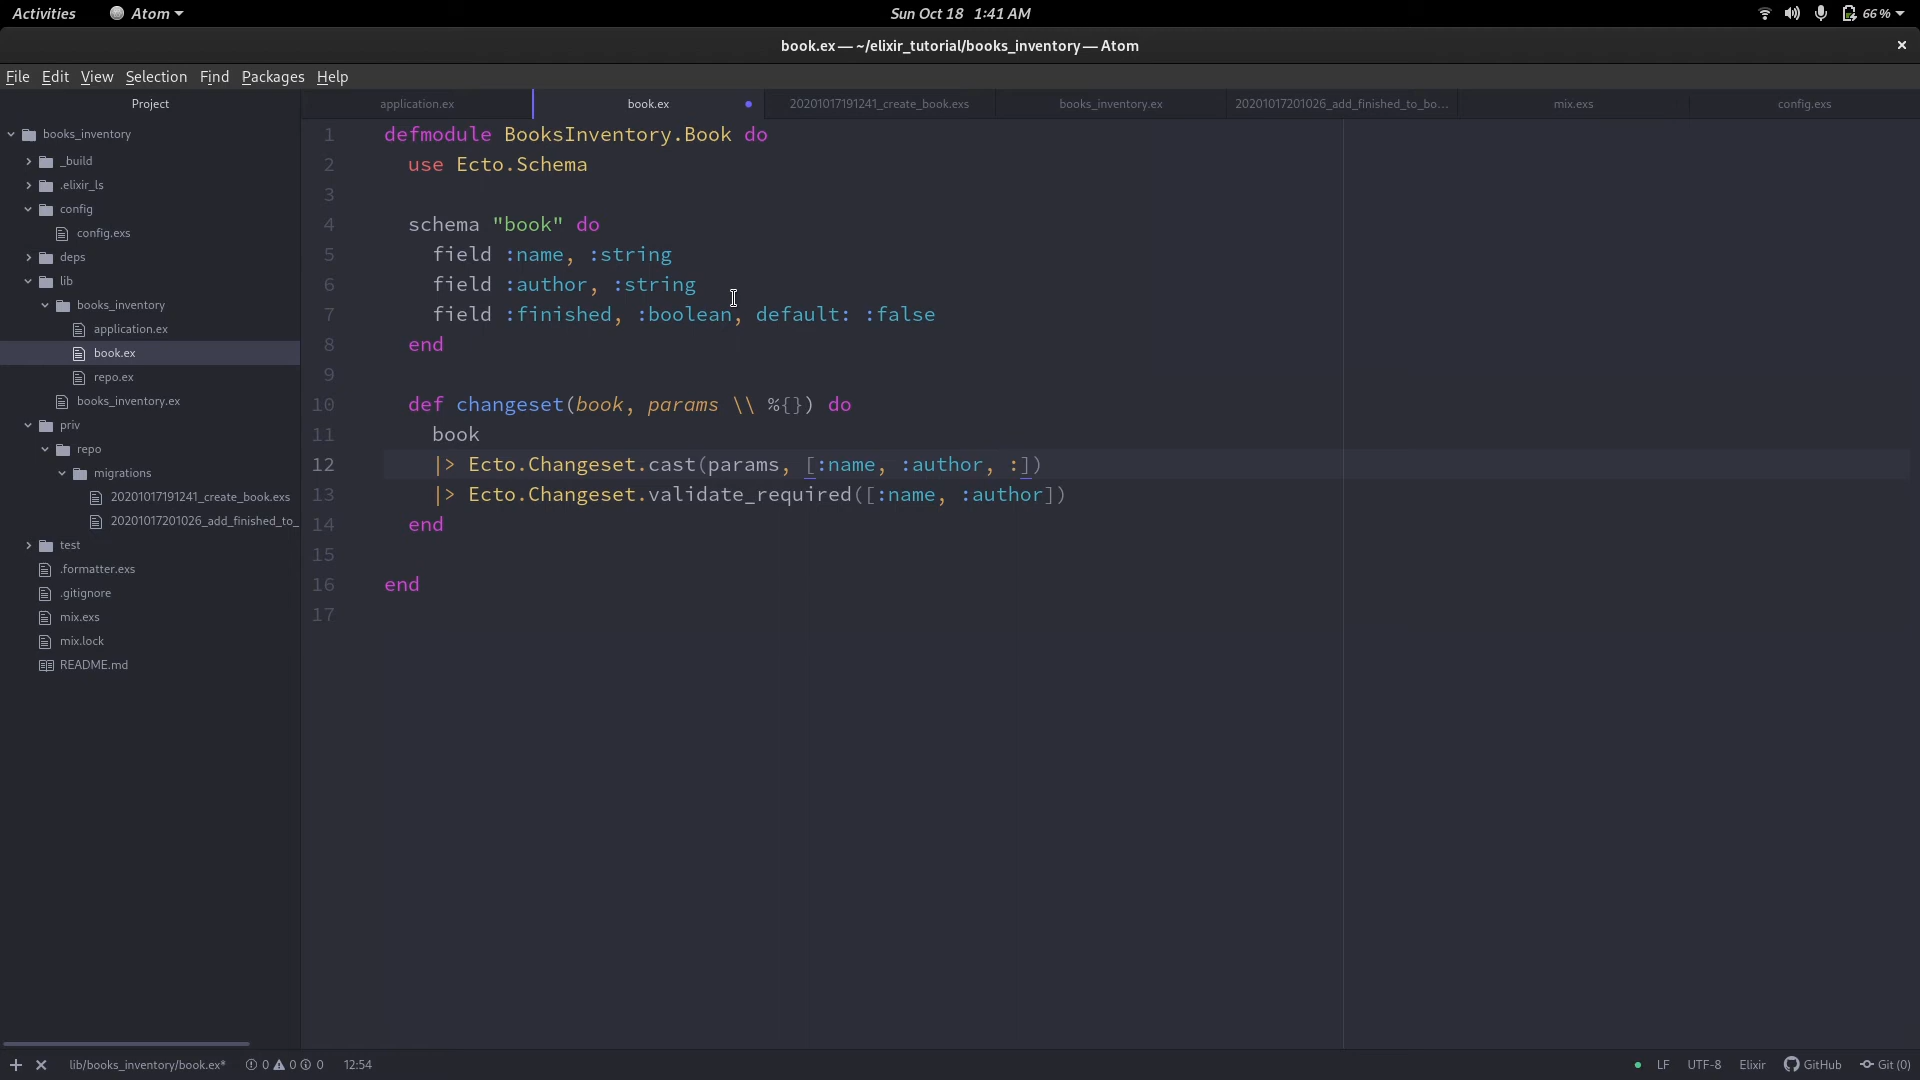 Activities Atom Sun Oct 18 1:41 AM 66 %
book.ex — ~/elixir_tutorial/books_inventory — Atom
File Edit View Selection Find Packages Help
Project
books_inventory
_build
.elixir_ls
config
config.exs
deps
lib
books_inventory
application.ex
book.ex
repo.ex
books_inventory.ex
priv
repo
migrations
20201017191241_create_book.exs
20201017201026_add_finished_to_
test
.formatter.exs
.gitignore
mix.exs
mix.lock
README.md
application.ex book.ex 20201017191241_create_book.exs books_inventory.ex 20201017201026_add_finished_to_bo... mix.exs config.exs
1 defmodule BooksInventory.Book do
2 use Ecto.Schema
3
4 schema "book" do
5 field :name, :string
6 field :author, :string
7 field :finished, :boolean, default: :false
8 end
9
10 def changeset(book, params \\ %{}) do
11 book
12 |> Ecto.Changeset.cast(params, [:name, :author, :])
13 |> Ecto.Changeset.validate_required([:name, :author])
14 end
15
16 end
17
lib/books_inventory/book.ex* 0 0 0 12:54 LF UTF-8 Elixir GitHub Git (0)